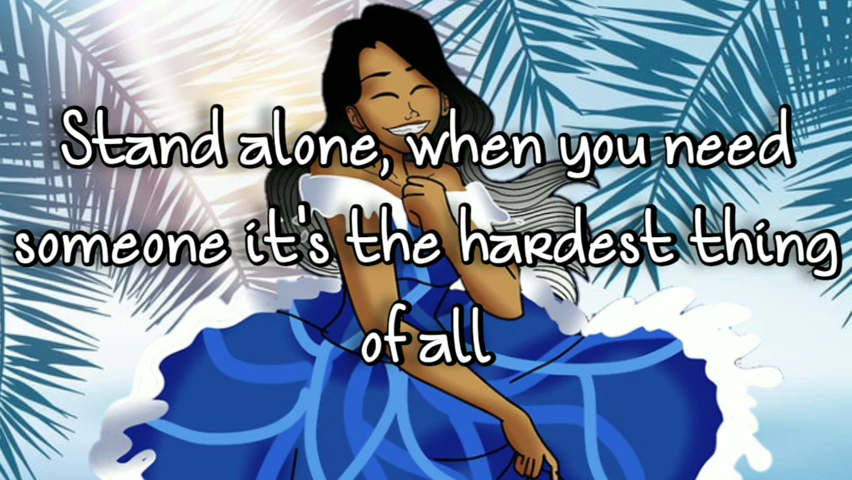 Stand alone, when you need
someone it's the hardest thing
of all